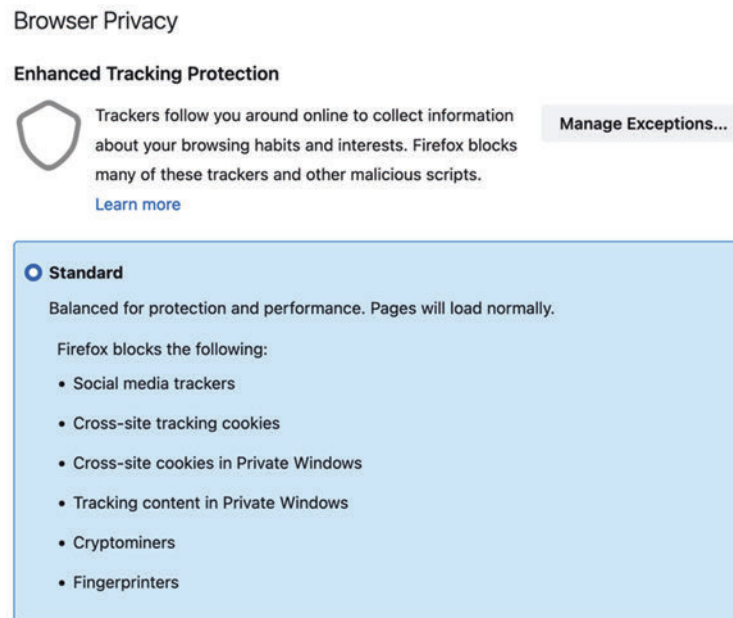 Browser Privacy
Enhanced Tracking Protection
Trackers follow you around online to collect information
about your browsing habits and interests. Firefox blocks
many of these trackers and other malicious scripts.
Learn more
Manage Exceptions...
Standard
Balanced for protection and performance. Pages will load normally.
Firefox blocks the following:
• Social media trackers
• Cross-site tracking cookies
• Cross-site cookies in Private Windows
• Tracking content in Private Windows
• Cryptominers
• Fingerprinters